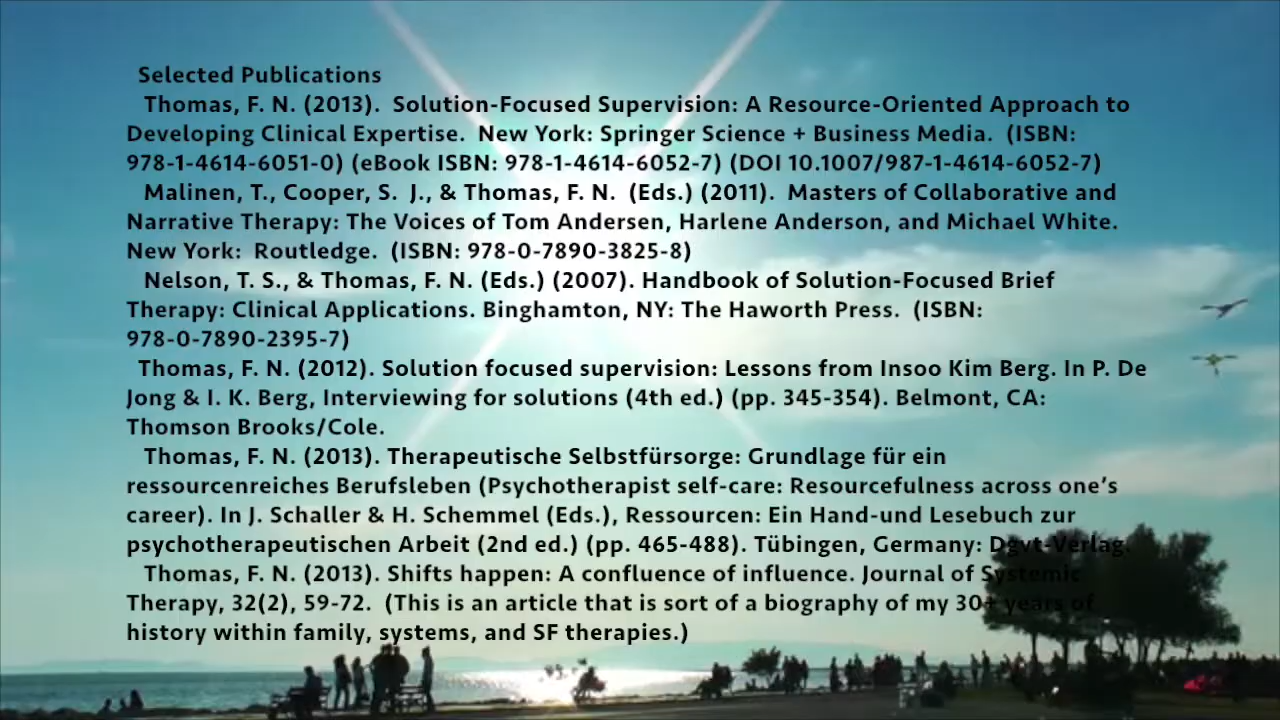 Selected Publications
Thomas, F. N. (2013).  Solution-Focused Supervision: A Resource-Oriented Approach to
Developing Clinical Expertise.  New York: Springer Science + Business Media.  (ISBN:
978-1-4614-6051-0) (eBook ISBN: 978-1-4614-6052-7) (DOI 10.1007/987-1-4614-6052-7)
Malinen, T., Cooper, S.  J., & Thomas, F. N.  (Eds.) (2011).  Masters of Collaborative and
Narrative Therapy: The Voices of Tom Andersen, Harlene Anderson, and Michael White.
New York:  Routledge.  (ISBN: 978-0-7890-3825-8)
Nelson, T. S., & Thomas, F. N. (Eds.) (2007). Handbook of Solution-Focused Brief
Therapy: Clinical Applications. Binghamton, NY: The Haworth Press.  (ISBN:
978-0-7890-2395-7)
Thomas, F. N. (2012). Solution focused supervision: Lessons from Insoo Kim Berg. In P. De
Jong & I. K. Berg, Interviewing for solutions (4th ed.) (pp. 345-354). Belmont, CA:
Thomson Brooks/Cole.
Thomas, F. N. (2013). Therapeutische Selbstfürsorge: Grundlage für ein
ressourcenreiches Berufsleben (Psychotherapist self-care: Resourcefulness across one’s
career). In J. Schaller & H. Schemmel (Eds.), Ressourcen: Ein Hand-und Lesebuch zur
psychotherapeutischen Arbeit (2nd ed.) (pp. 465-488). Tübingen, Germany: Dgvt-Verlag.
Thomas, F. N. (2013). Shifts happen: A confluence of influence. Journal of Systemic
Therapy, 32(2), 59-72.  (This is an article that is sort of a biography of my 30+ years of
history within family, systems, and SF therapies.)